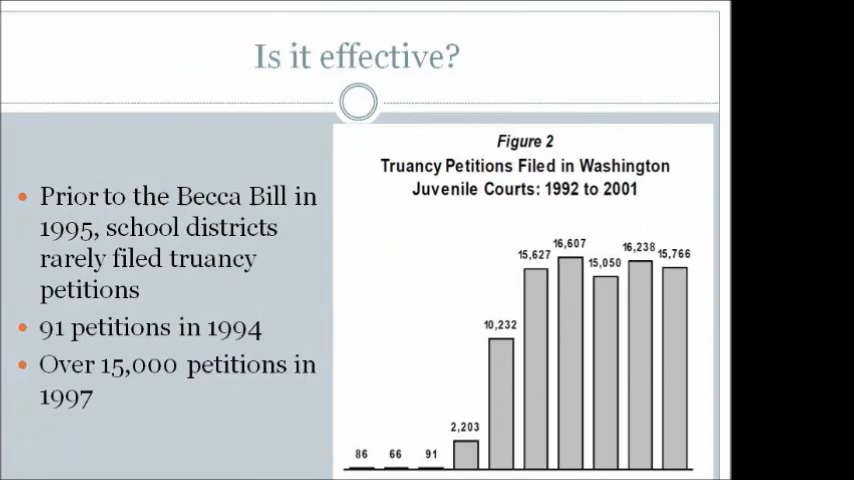 Is it effective?
Prior to the Becca Bill in
1995, school districts
rarely filed truancy
petitions
91 petitions in 1994
Over 15,000 petitions in
1997
Figure 2
Truancy Petitions Filed in Washington
Juvenile Courts: 1992 to 2001
86
66
91
2,203
10,232
15,627
16,607
15,050
16,238
15,766